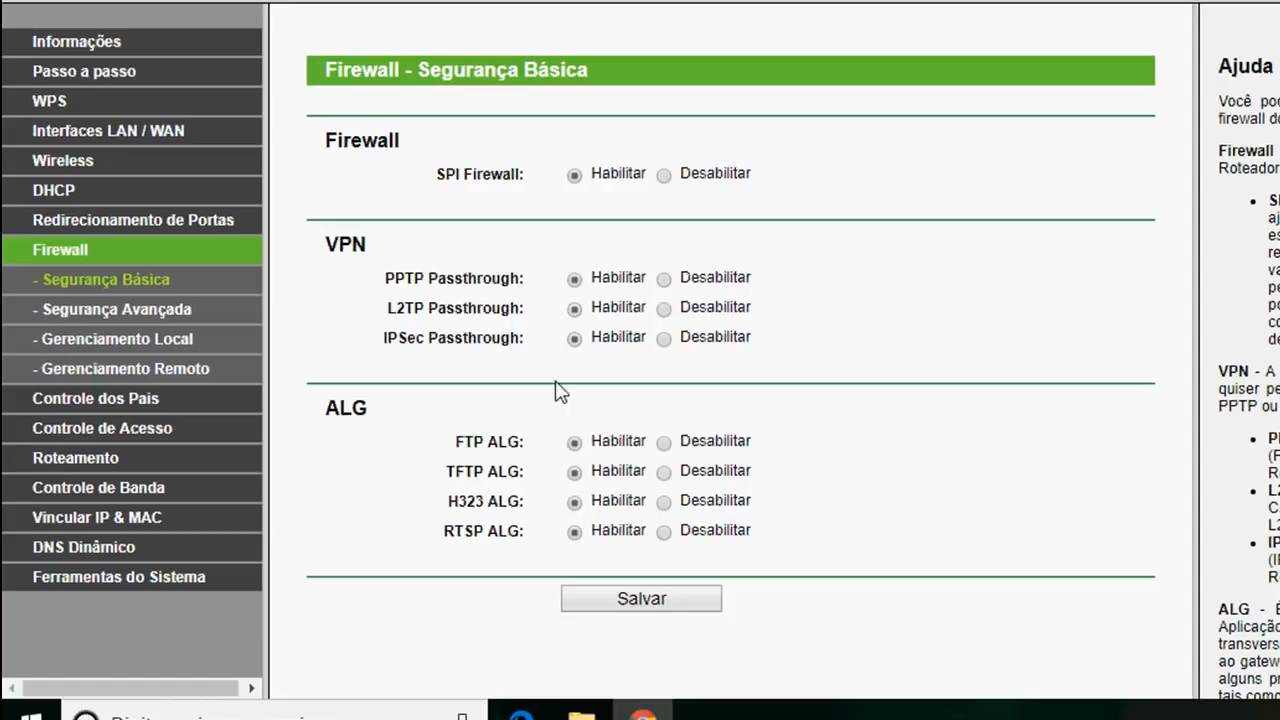 Informações
Passo a passo
WPS
Interfaces LAN / WAN
Wireless
DHCP
Redirecionamento de Portas
Firewall
- Segurança Básica
- Segurança Avançada
- Gerenciamento Local
- Gerenciamento Remoto
Controle dos Pais
Controle de Acesso
Roteamento
Controle de Banda
Vincular IP & MAC
DNS Dinâmico
Ferramentas do Sistema
Firewall - Segurança Básica
Firewall
SPI Firewall: Habilitar Desabilitar
VPN
PPTP Passthrough: Habilitar Desabilitar
L2TP Passthrough: Habilitar Desabilitar
IPSec Passthrough: Habilitar Desabilitar
ALG
FTP ALG: Habilitar Desabilitar
TFTP ALG: Habilitar Desabilitar
H323 ALG: Habilitar Desabilitar
RTSP ALG: Habilitar Desabilitar
Salvar
Ajuda
Você
firewall
Firewall
VPN - A
quiser
PPTP ou
ALG -
ao
alguns
tais